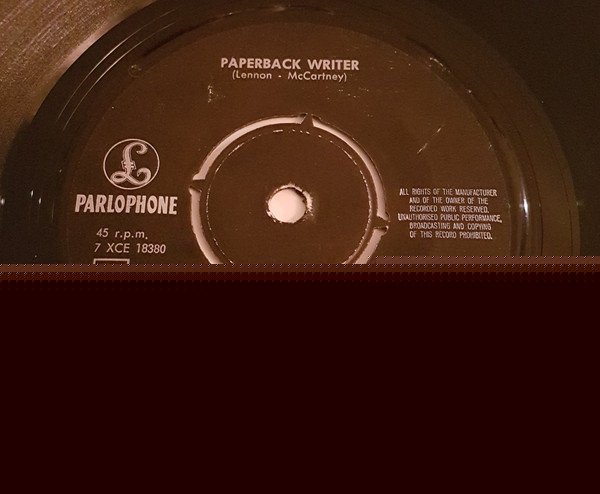 PAPERBACK WRITER
(Lennon - McCartney)
£
PARLOPHONE
45 r.p.m.
7 XCE 18380
ALL RIGHTS OF THE MANUFACTURER
AND OF THE OWNER OF THE
RECORDED WORK RESERVED.
UNAUTHORISED PUBLIC PERFORMANCE,
BROADCASTING AND COPYING
OF THIS RECORD PROHIBITED.